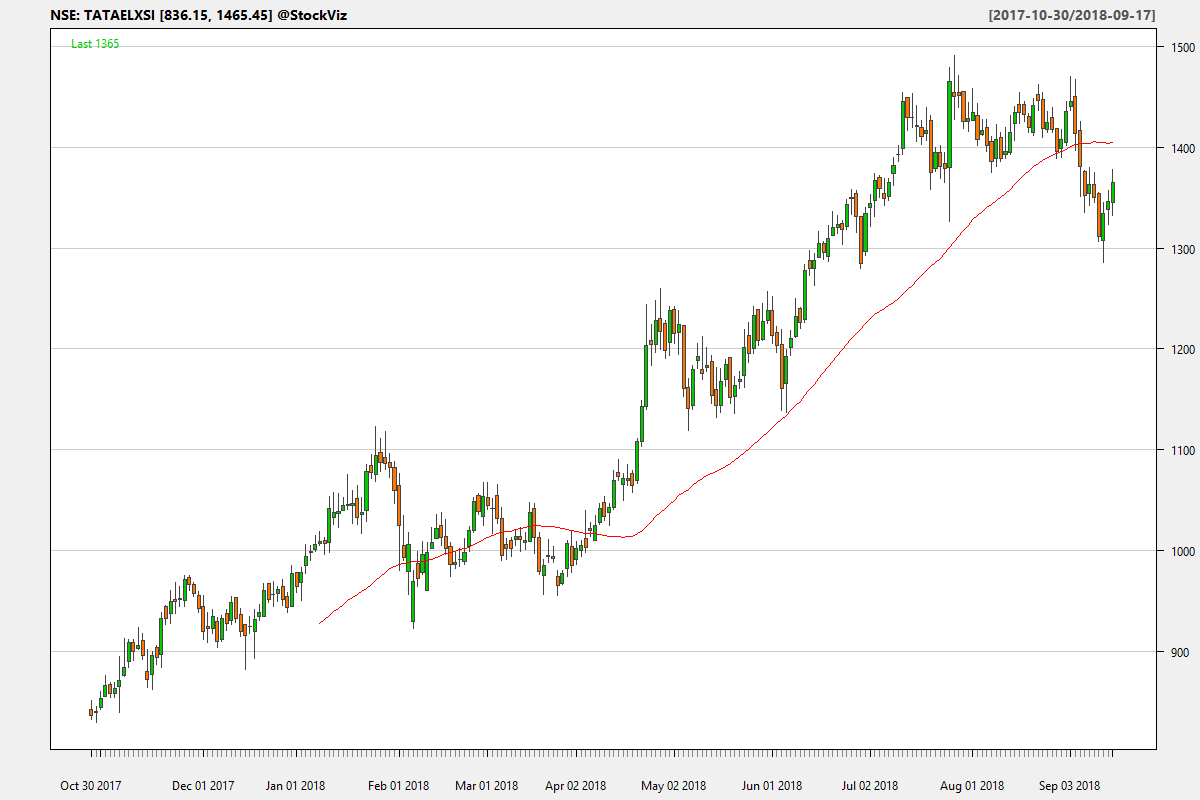 NSE: TATAELXSI [836.15, 1465.45] @StockViz [2017-10-30/2018-09-17]
Last 1365
1500
1400
1300
1200
1100
1000
900
Oct 30 2017 Dec 01 2017 Jan 01 2018 Feb 01 2018 Mar 01 2018 Apr 02 2018 May 02 2018 Jun 01 2018 Jul 02 2018 Aug 01 2018 Sep 03 2018